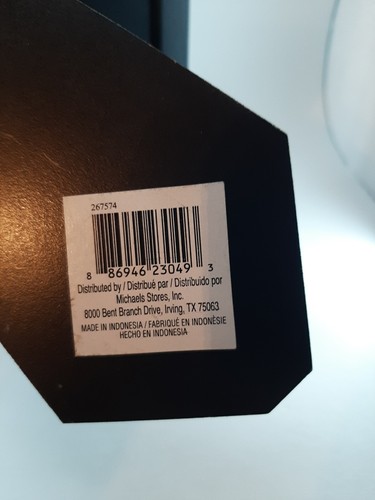 267574
8 86946 23049 3
Distributed by / Distribué par / Distribuido por
Michaels Stores, Inc.
8000 Bent Branch Drive, Irving, TX 75063
MADE IN INDONESIA / FABRIQUÉ EN INDONÉSIE
HECHO EN INDONESIA